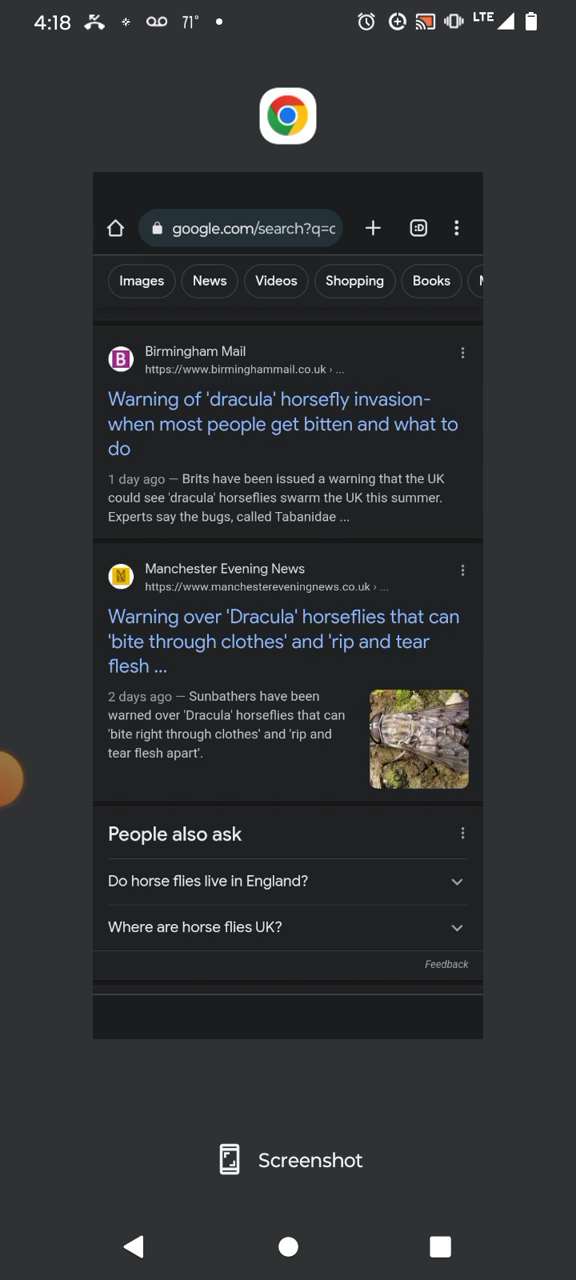 4:18 71° LTE
google.com/search?q=c :D
Images News Videos Shopping Books
Birmingham Mail
https://www.birminghammail.co.uk › ...
Warning of 'dracula' horsefly invasion-
when most people get bitten and what to
do
1 day ago — Brits have been issued a warning that the UK
could see 'dracula' horseflies swarm the UK this summer.
Experts say the bugs, called Tabanidae ...
Manchester Evening News
https://www.manchestereveningnews.co.uk › ...
Warning over 'Dracula' horseflies that can
'bite through clothes' and 'rip and tear
flesh ...
2 days ago — Sunbathers have been
warned over 'Dracula' horseflies that can
'bite right through clothes' and 'rip and
tear flesh apart'.
People also ask
Do horse flies live in England?
Where are horse flies UK?
Feedback
Screenshot